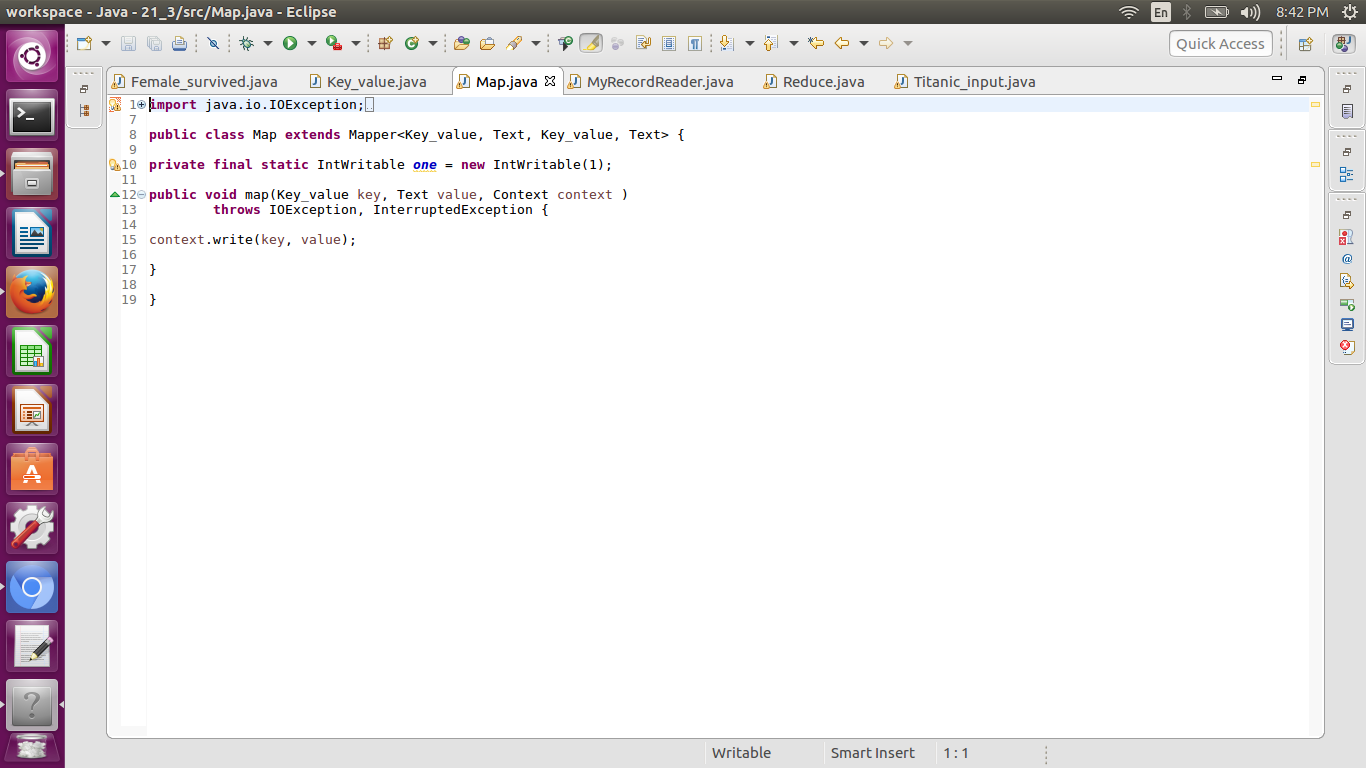 workspace - Java - 21_3/src/Map.java - Eclipse
En
8:42 PM
Quick Access
Female_survived.java
Key_value.java
Map.java
MyRecordReader.java
Reduce.java
Titanic_input.java
1 import java.io.IOException;
7
8 public class Map extends Mapper<Key_value, Text, Key_value, Text> {
9
10 private final static IntWritable one = new IntWritable(1);
11
12 public void map(Key_value key, Text value, Context context )
13         throws IOException, InterruptedException {
14
15 context.write(key, value);
16
17 }
18
19 }
Writable
Smart Insert
1 : 1